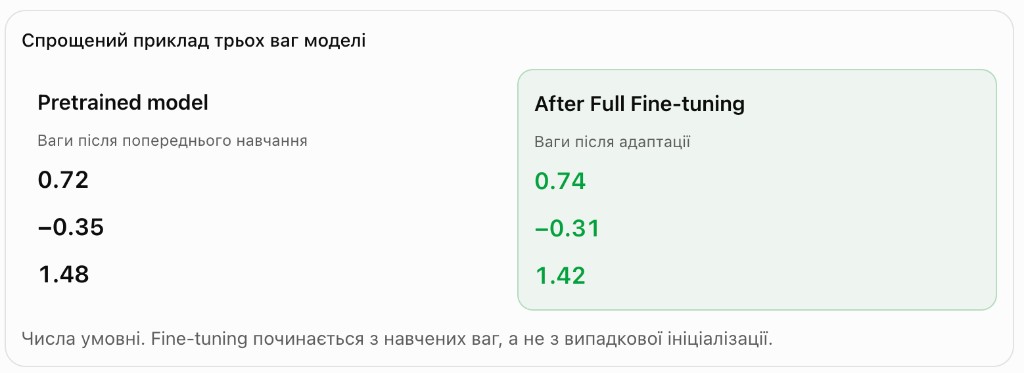 Спрощений приклад трьох ваг моделі
Pretrained model
Ваги після попереднього навчання
0.72
−0.35
1.48
After Full Fine-tuning
Ваги після адаптації
0.74
−0.31
1.42
Числа умовні. Fine-tuning починається з навчених ваг, а не з випадкової ініціалізації.